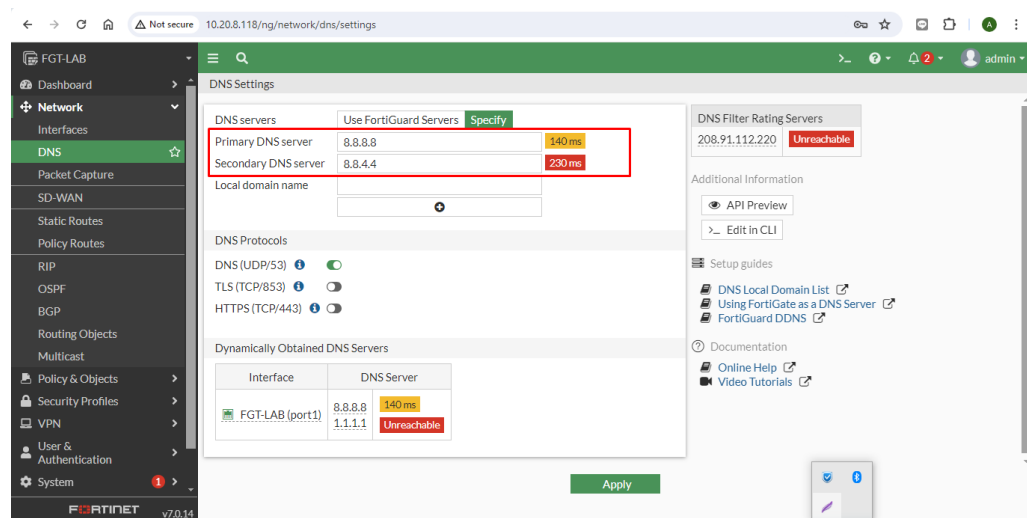 Not secure
10.20.8.118/ng/network/dns/settings
A
FGT-LAB
>_
2
admin
Dashboard
DNS Settings
Network
Interfaces
DNS
Packet Capture
SD-WAN
Static Routes
Policy Routes
RIP
OSPF
BGP
Routing Objects
Multicast
Policy & Objects
Security Profiles
VPN
User &
Authentication
System
1
FORTINET
v7.0.14
DNS servers
Use FortiGuard Servers
Specify
Primary DNS server
8.8.8.8
140 ms
Secondary DNS server
8.8.4.4
230 ms
Local domain name
DNS Protocols
DNS (UDP/53)
TLS (TCP/853)
HTTPS (TCP/443)
Dynamically Obtained DNS Servers
Interface
DNS Server
FGT-LAB (port1)
8.8.8.8
140 ms
1.1.1.1
Unreachable
Apply
DNS Filter Rating Servers
208.91.112.220
Unreachable
Additional Information
API Preview
>_ Edit in CLI
Setup guides
DNS Local Domain List
Using FortiGate as a DNS Server
FortiGuard DDNS
Documentation
Online Help
Video Tutorials